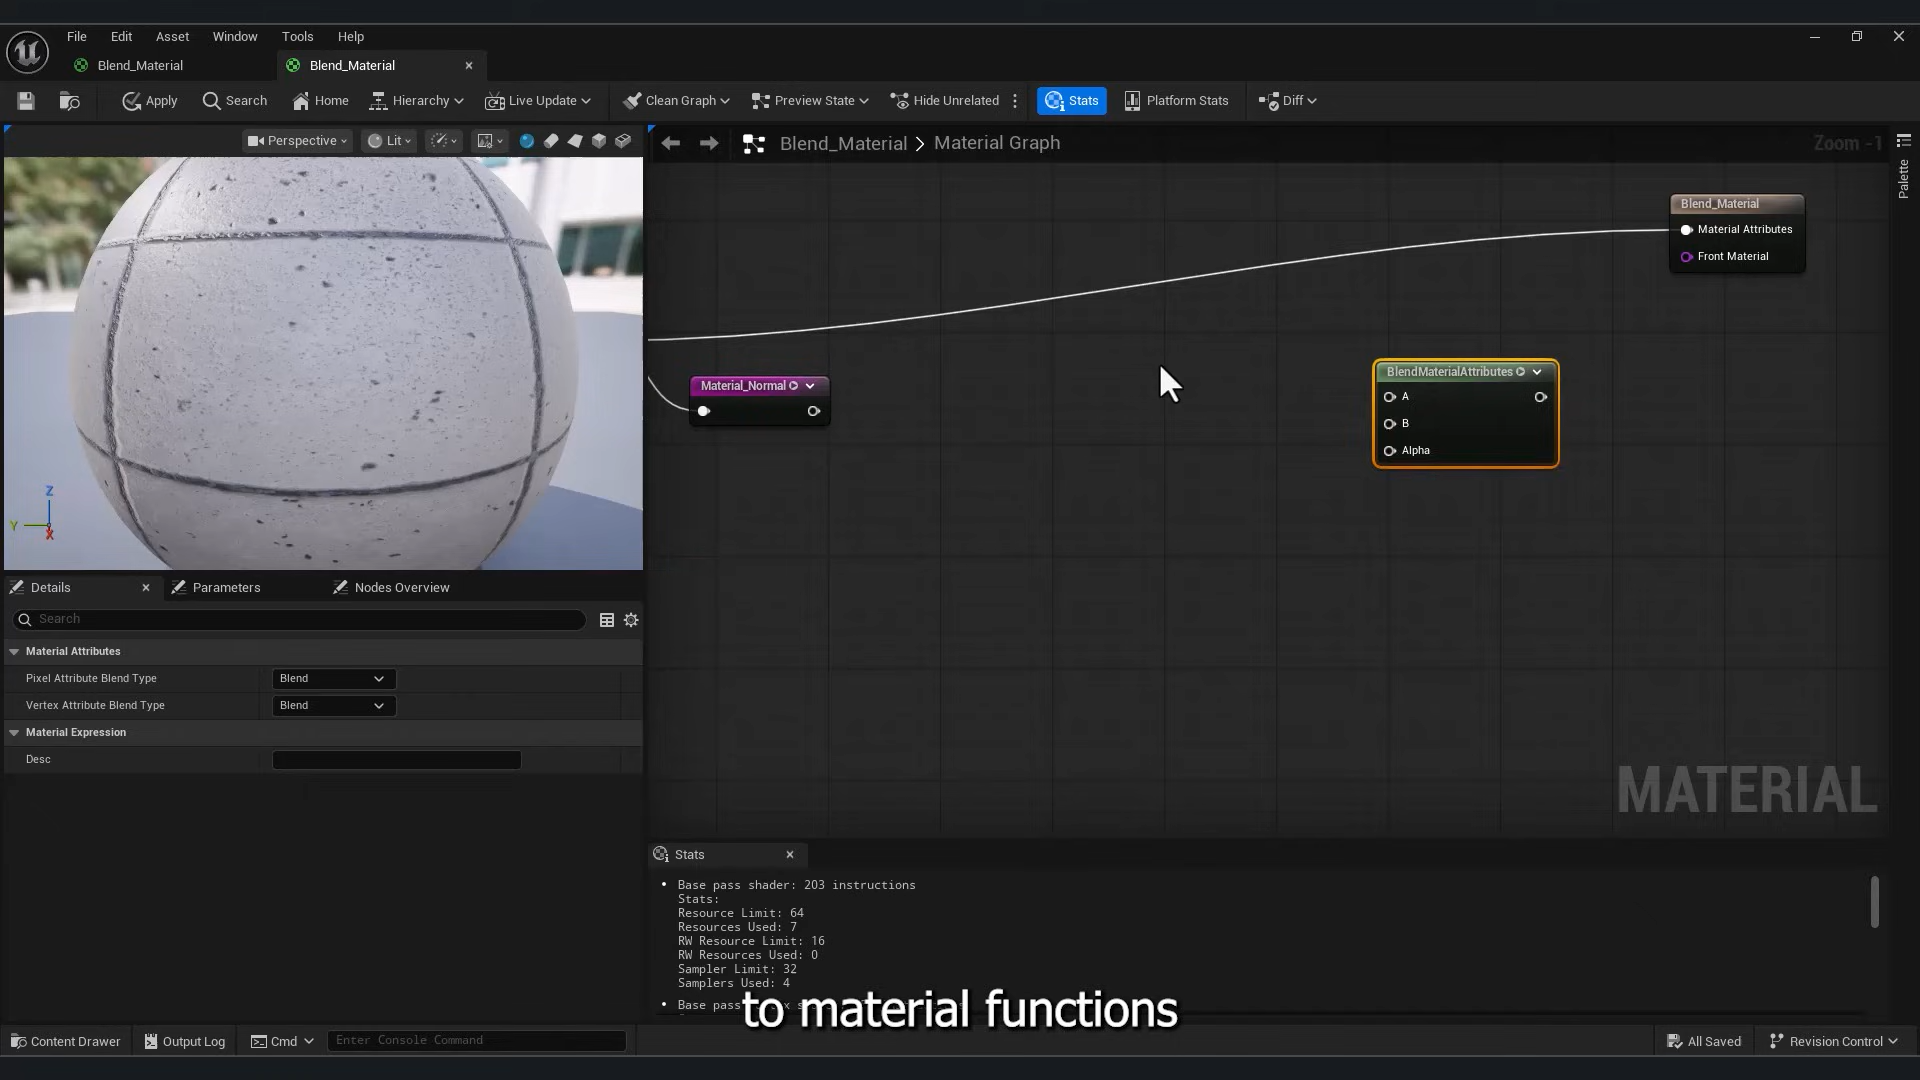 File Edit Asset Window Tools Help
Blend_Material Blend_Material
Apply Search Home Hierarchy Live Update Clean Graph Preview State Hide Unrelated Stats Platform Stats Diff
Perspective Lit
Blend_Material > Material Graph Zoom -1
Palette
Blend_Material
Material Attributes
Front Material
Material_Normal
BlendMaterialAttributes
A
B
Alpha
Z
Y
X
MATERIAL
Details Parameters Nodes Overview
Search
Material Attributes
Pixel Attribute Blend Type Blend
Vertex Attribute Blend Type Blend
Material Expression
Desc
Stats
• Base pass shader: 203 instructions
Stats:
Resource Limit: 64
Resources Used: 7
RW Resource Limit: 16
RW Resources Used: 0
Sampler Limit: 32
Samplers Used: 4
• Base pas
to material functions
Content Drawer Output Log Cmd Enter Console Command All Saved Revision Control